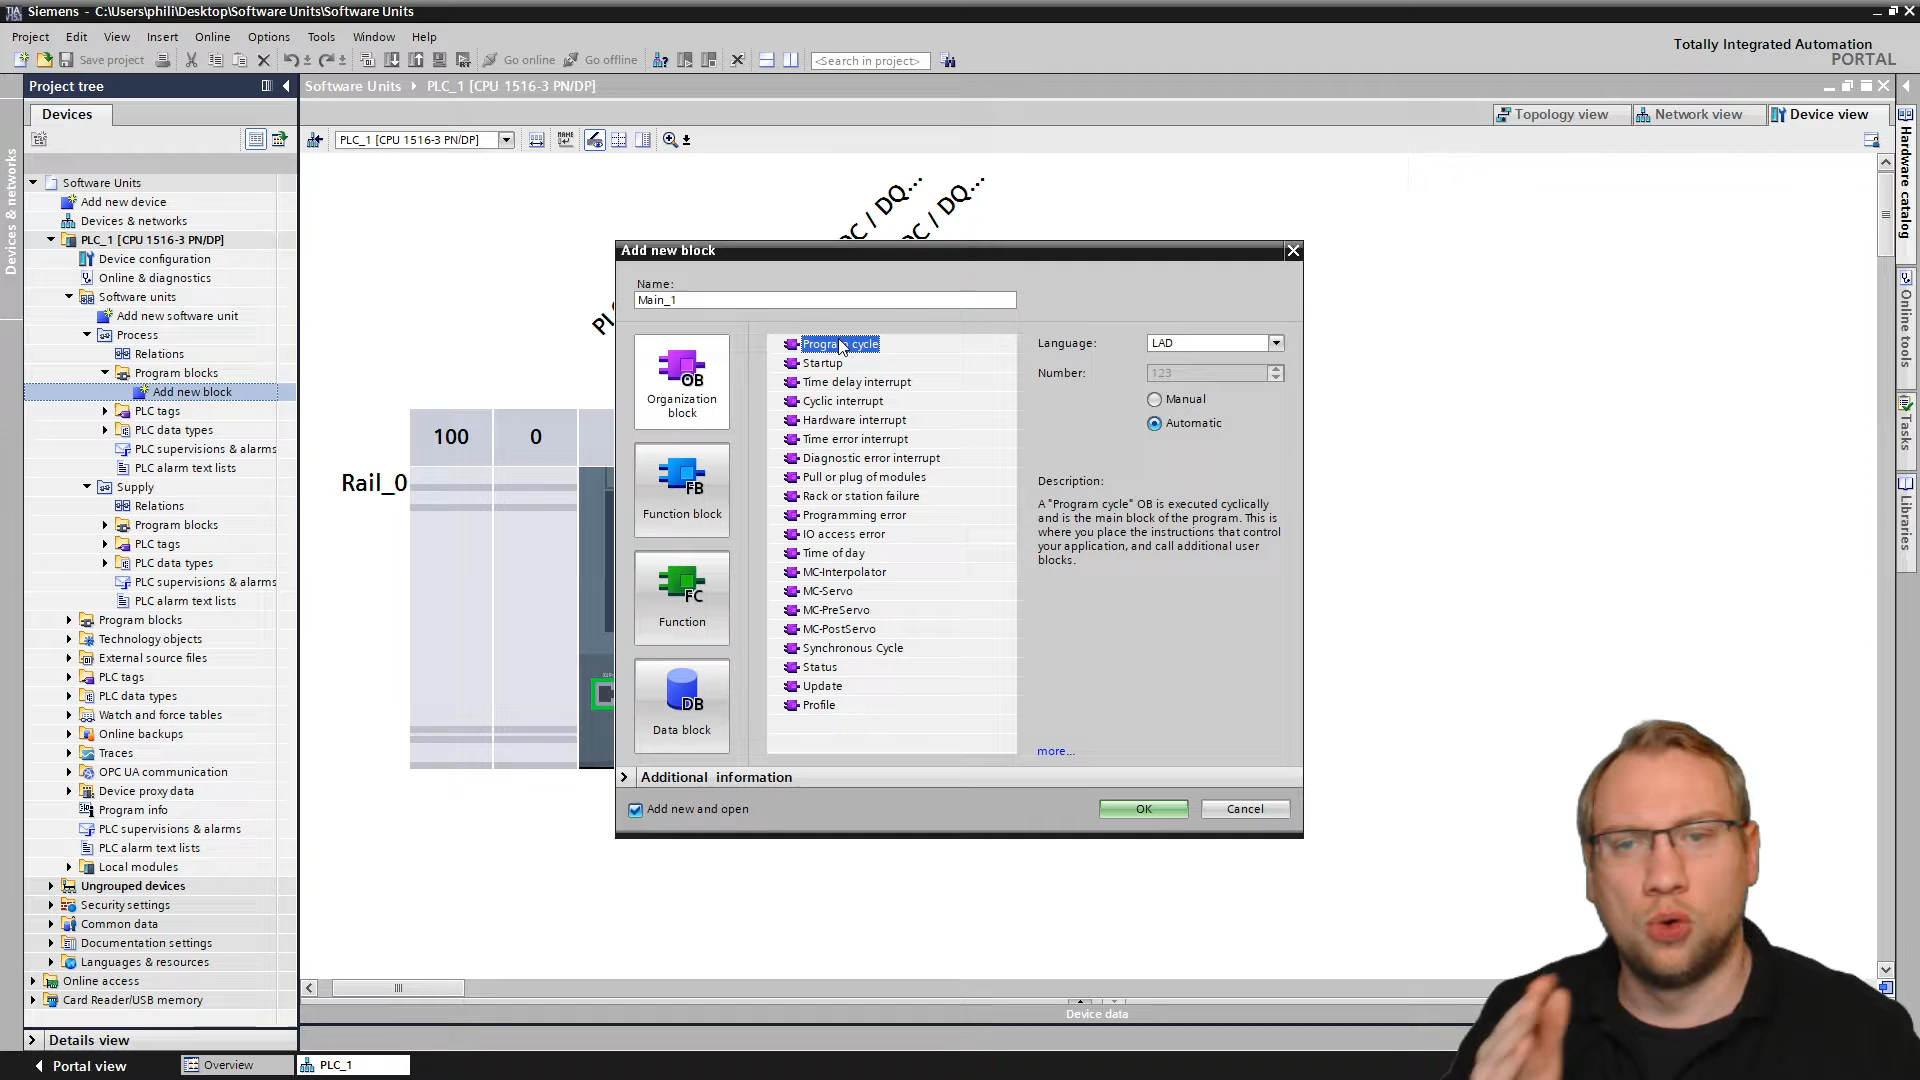 Siemens - C:\Users\phili\Desktop\Software Units\Software Units
Project Edit View Insert Online Options Tools Window Help
Totally Integrated Automation
PORTAL
Save project
Go online
Go offline
<Search in project>
Project tree
Software Units
PLC_1 [CPU 1516-3 PN/DP]
Devices
Topology view
Network view
Device view
PLC_1 [CPU 1516-3 PN/DP]
Devices & networks
Software Units
Add new device
Devices & networks
PLC_1 [CPU 1516-3 PN/DP]
Device configuration
Online & diagnostics
Software units
Add new software unit
Process
Relations
Program blocks
Add new block
PLC tags
PLC data types
PLC supervisions & alarms
PLC alarm text lists
Supply
Relations
Program blocks
PLC tags
PLC data types
PLC supervisions & alarms
PLC alarm text lists
Program blocks
Technology objects
External source files
PLC tags
PLC data types
Watch and force tables
Online backups
Traces
OPC UA communication
Device proxy data
Program info
PLC supervisions & alarms
PLC alarm text lists
Local modules
Ungrouped devices
Security settings
Common data
Documentation settings
Languages & resources
Online access
Card Reader/USB memory
Details view
Portal view
Overview
PLC_1
/ DQ...
/ DQ...
100
0
Rail_0
Add new block
Name:
Main_1
OB
Organization
block
FB
Function block
FC
Function
DB
Data block
Program cycle
Startup
Time delay interrupt
Cyclic interrupt
Hardware interrupt
Time error interrupt
Diagnostic error interrupt
Pull or plug of modules
Rack or station failure
Programming error
IO access error
Time of day
MC-Interpolator
MC-Servo
MC-PreServo
MC-PostServo
Synchronous Cycle
Status
Update
Profile
Language:
LAD
Number:
123
Manual
Automatic
Description:
A "Program cycle" OB is executed cyclically
and is the main block of the program. This is
where you place the instructions that control
your application, and call additional user
blocks.
more...
Additional information
Add new and open
OK
Cancel
Device data
Hardware catalog
Online tools
Tasks
Libraries